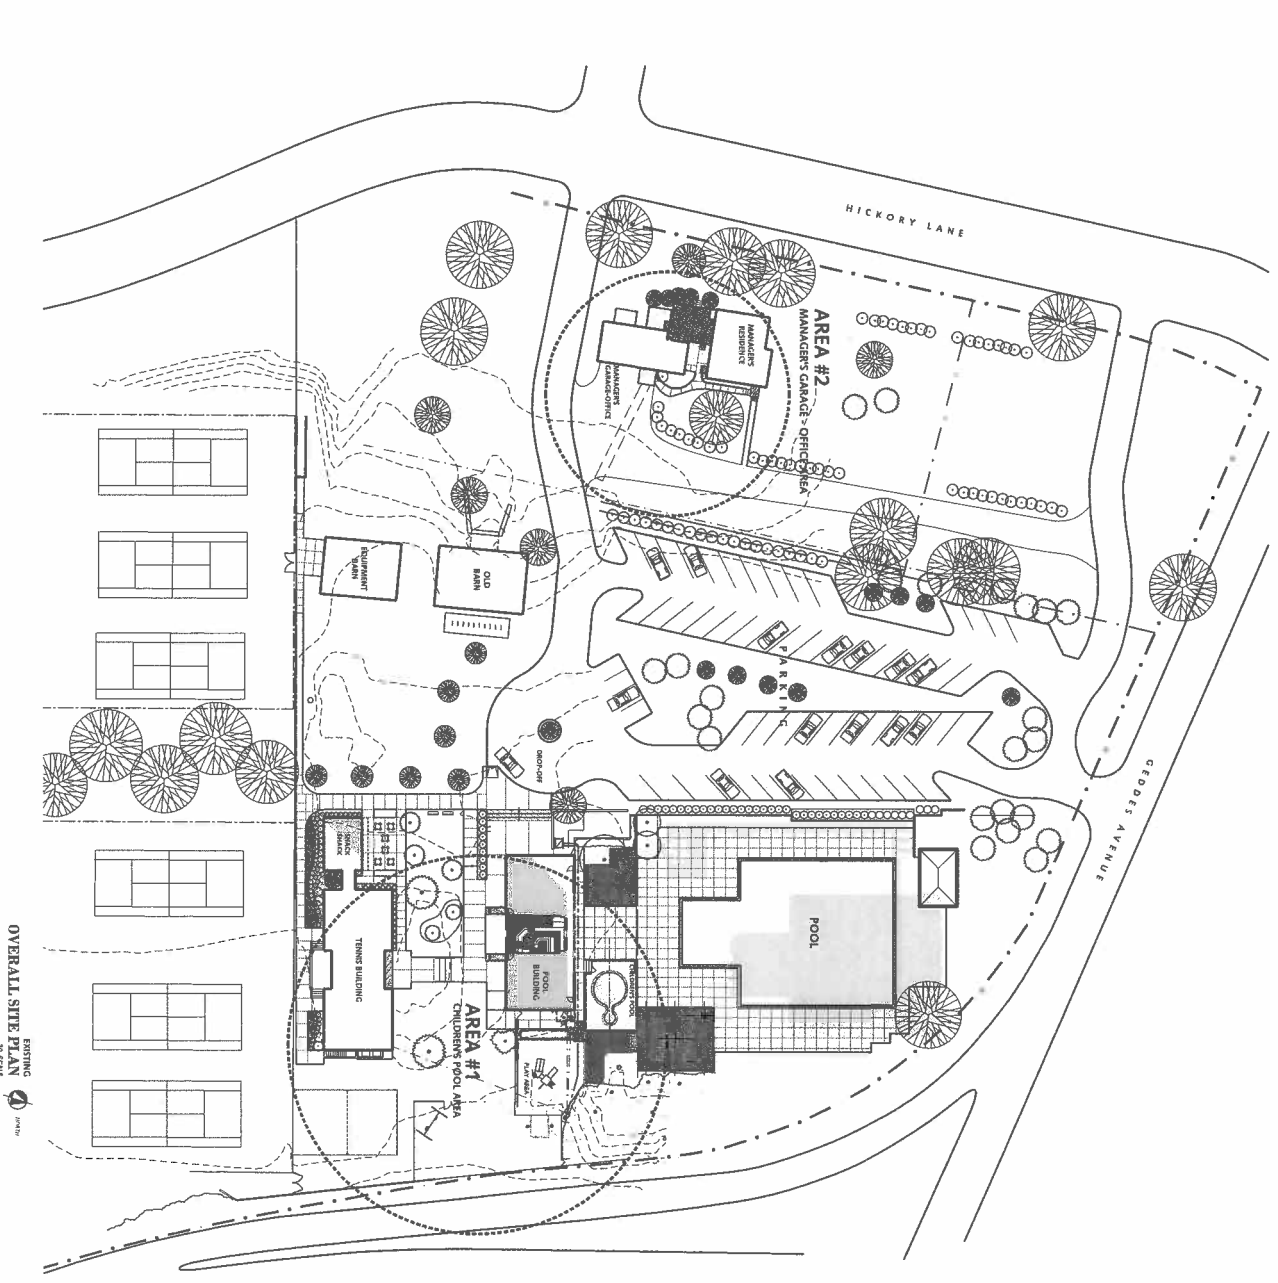 HICKORY LANE
AREA #2
MANAGER'S GARAGE > OFFICE AREA
MANAGER'S
RESIDENCE
MANAGER'S
GARAGE-OFFICE
EQUIPMENT
BARN
OLD
BARN
PARKING
DROP-OFF
GEDDES AVENUE
SNACK
SHACK
TENNIS BUILDING
POOL
BUILDING
CHILDREN'S POOL
POOL
AREA #1
CHILDREN'S POOL AREA
PLAY AREA
EXISTING
OVERALL SITE PLAN